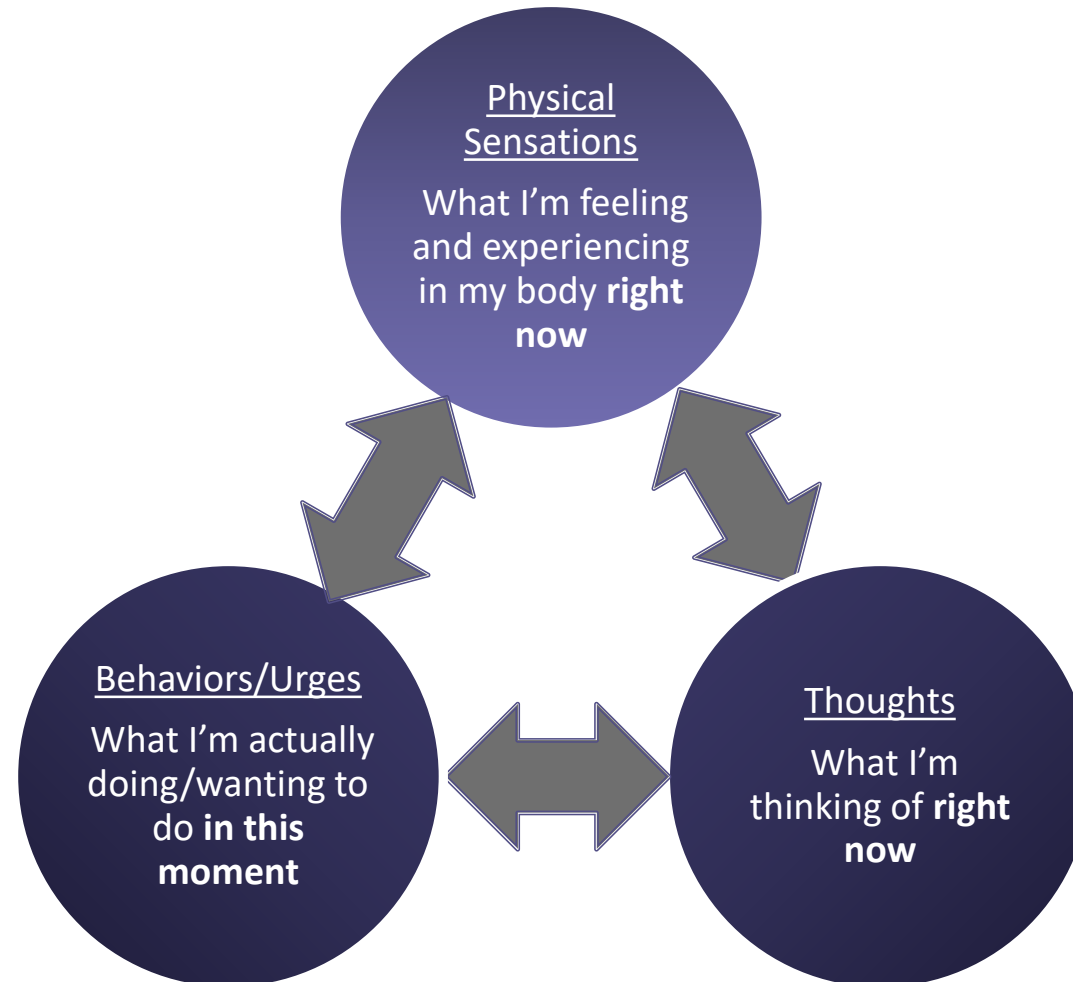 Physical
Sensations
What I’m feeling
and experiencing
in my body right
now
Behaviors/Urges
What I’m actually
doing/wanting to
do in this
moment
Thoughts
What I’m
thinking of right
now